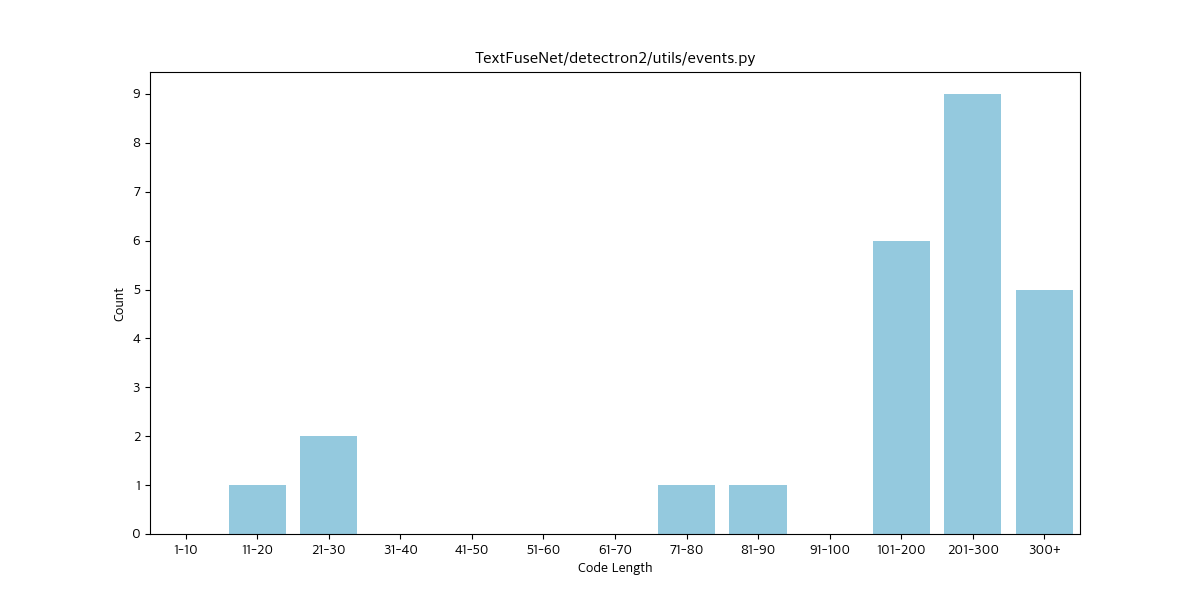 TextFuseNet/detectron2/utils/events.py
Count
9
8
7
6
5
4
3
2
1
0
1-10 11-20 21-30 31-40 41-50 51-60 61-70 71-80 81-90 91-100 101-200 201-300 300+
Code Length